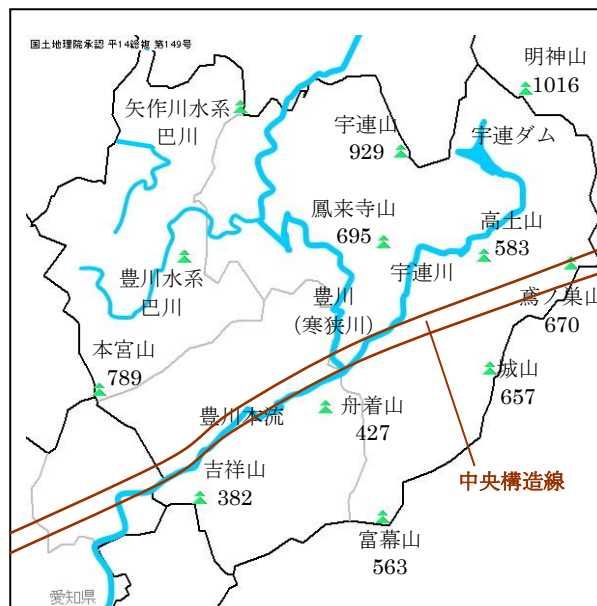 国土地理院承認 平14総複 第149号
明神山
1016
矢作川水系
巴川
宇連山
929
宇連ダム
鳳来寺山
695
高土山
583
豊川水系
巴川
宇連川
豊川
(寒狭川)
鳶ノ巣山
670
本宮山
789
城山
657
豊川本流
舟着山
427
吉祥山
382
中央構造線
富幕山
563
愛知県